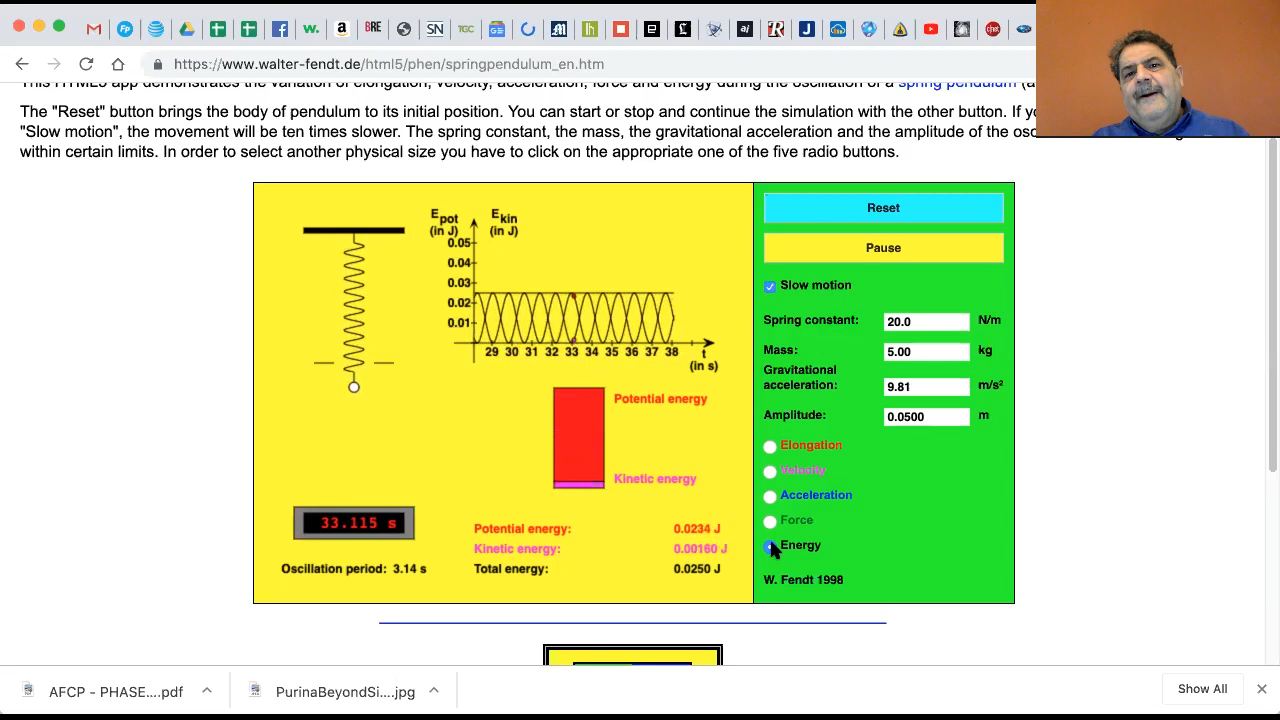 https://www.walter-fendt.de/html5/phen/springpendulum_en.htm
This HTML5 app demonstrates the variation of elongation, velocity, acceleration, force and energy during the oscillation of a spring pendulum
The "Reset" button brings the body of pendulum to its initial position. You can start or stop and continue the simulation with the other button. If
"Slow motion", the movement will be ten times slower. The spring constant, the mass, the gravitational acceleration and the amplitude of the
within certain limits. In order to select another physical size you have to click on the appropriate one of the five radio buttons.
E pot E kin
(in J) (in J)
0.05
0.04
0.03
0.02
0.01
29 30 31 32 33 34 35 36 37 38 t
(in s)
Potential energy
Kinetic energy
33.115 s
Oscillation period: 3.14 s
Potential energy: 0.0234 J
Kinetic energy: 0.00160 J
Total energy: 0.0250 J
Reset
Pause
Slow motion
Spring constant: 20.0 N/m
Mass: 5.00 kg
Gravitational
acceleration: 9.81 m/s²
Amplitude: 0.0500 m
Elongation
Velocity
Acceleration
Force
Energy
W. Fendt 1998
AFCP - PHASE....pdf
PurinaBeyondSi....jpg
Show All